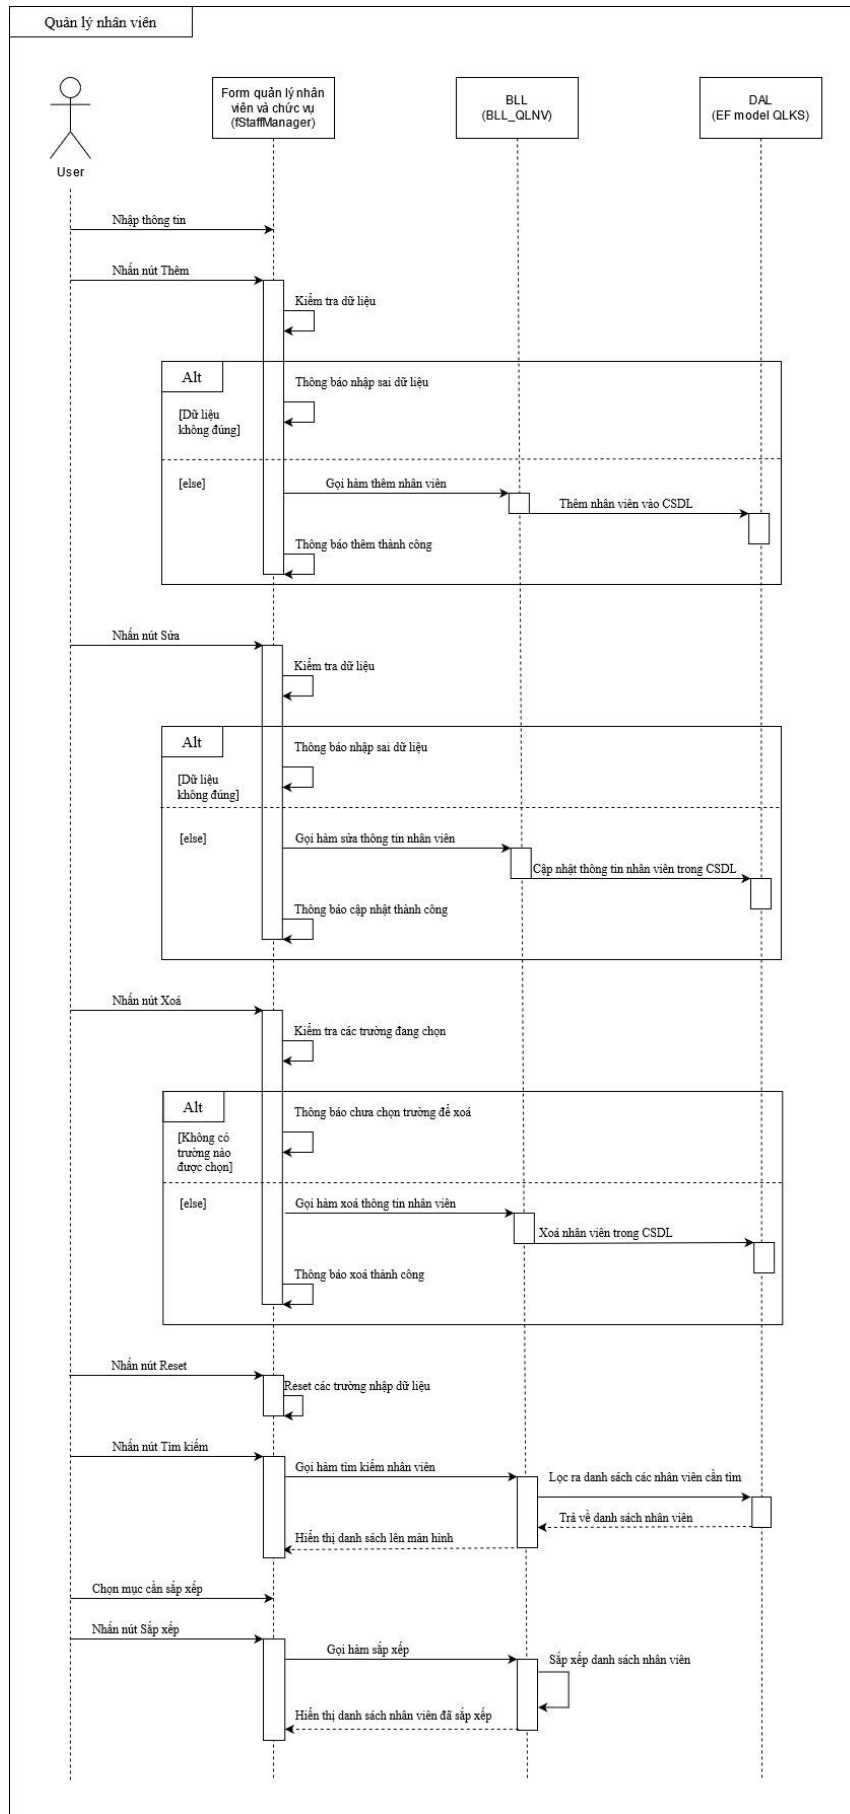 Quản lý nhân viên
Form quản lý nhân
viên và chức vụ
(fStaffManager)
BLL
(BLL_QLNV)
DAL
(EF model QLKS)
User
Nhập thông tin
Nhấn nút Thêm
Kiểm tra dữ liệu
Alt
Thông báo nhập sai dữ liệu
[Dữ liệu
không đúng]
[else]
Gọi hàm thêm nhân viên
Thêm nhân viên vào CSDL
Thông báo thêm thành công
Nhấn nút Sửa
Kiểm tra dữ liệu
Alt
Thông báo nhập sai dữ liệu
[Dữ liệu
không đúng]
[else]
Gọi hàm sửa thông tin nhân viên
Cập nhật thông tin nhân viên trong CSDL
Thông báo cập nhật thành công
Nhấn nút Xoá
Kiểm tra các trường đang chọn
Alt
Thông báo chưa chọn trường để xoá
[Không có
trường nào
được chọn]
[else]
Gọi hàm xoá thông tin nhân viên
Xoá nhân viên trong CSDL
Thông báo xoá thành công
Nhấn nút Reset
Reset các trường nhập dữ liệu
Nhấn nút Tìm kiếm
Gọi hàm tìm kiếm nhân viên
Lọc ra danh sách các nhân viên cần tìm
Trả về danh sách nhân viên
Hiển thị danh sách lên màn hình
Chọn mục cần sắp xếp
Nhấn nút Sắp xếp
Gọi hàm sắp xếp
Sắp xếp danh sách nhân viên
Hiển thị danh sách nhân viên đã sắp xếp